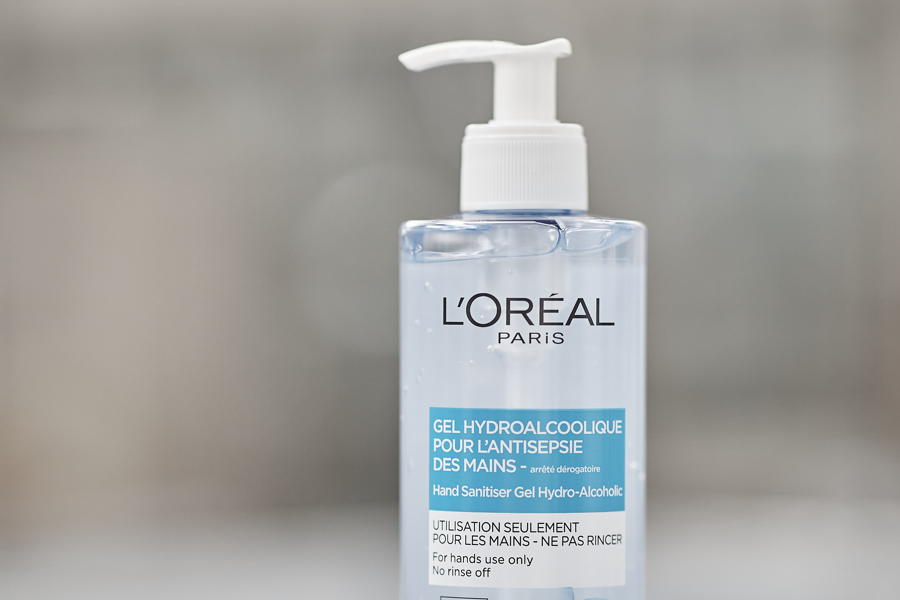 L'ORÉAL
PARiS
GEL HYDROALCOOLIQUE
POUR L'ANTISEPSIE
DES MAINS - arrêté dérogatoire
Hand Sanitiser Gel Hydro-Alcoholic
UTILISATION SEULEMENT
POUR LES MAINS - NE PAS RINCER
For hands use only
No rinse off